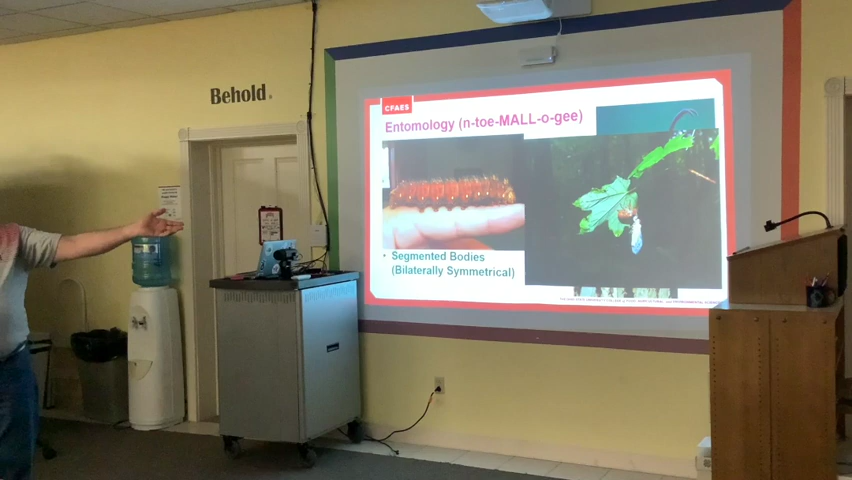 Behold.
CFAES
Entomology (n-toe-MALL-o-gee)
• Segmented Bodies
(Bilaterally Symmetrical)